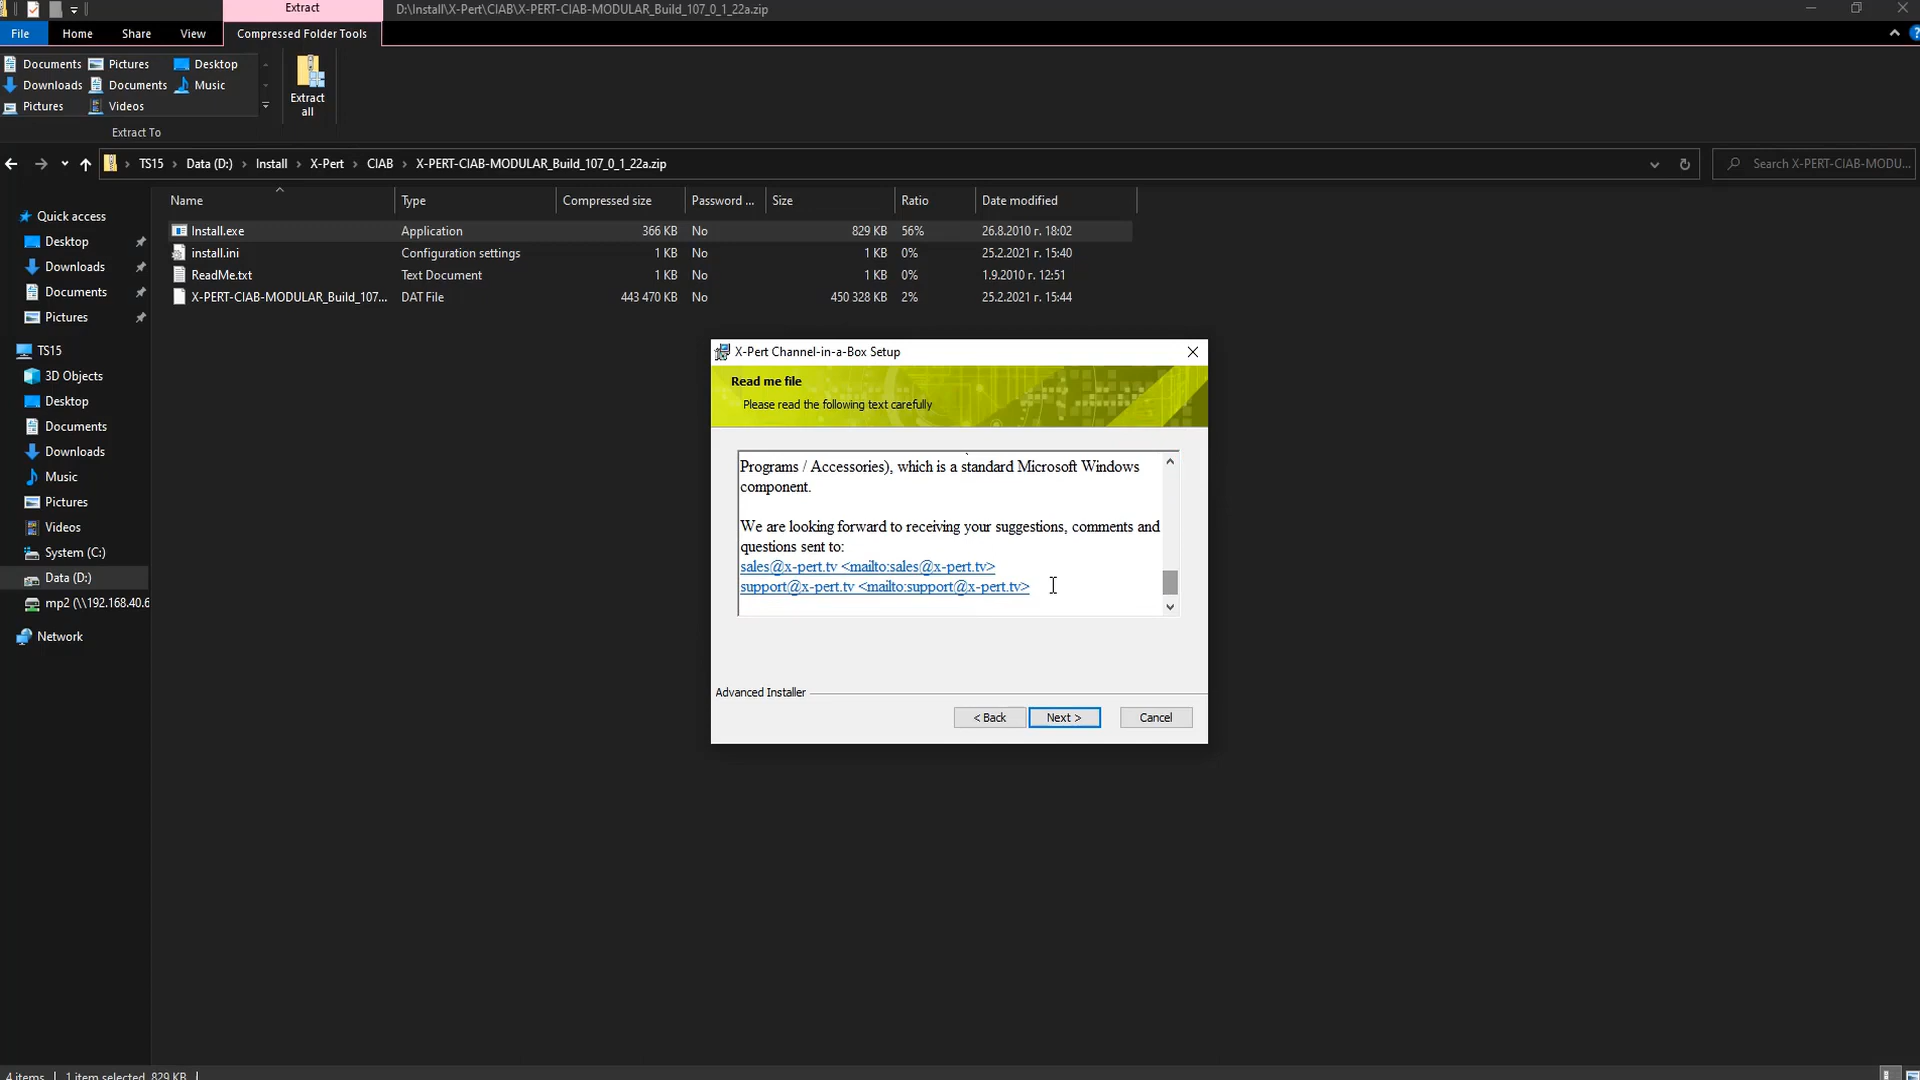 Extract
D:\Install\X-Pert\CIAB\X-PERT-CIAB-MODULAR_Build_107_0_1_22a.zip
File
Home
Share
View
Compressed Folder Tools
Documents
Pictures
Desktop
Downloads
Documents
Music
Pictures
Videos
Extract all
Extract To
TS15
Data (D:)
Install
X-Pert
CIAB
X-PERT-CIAB-MODULAR_Build_107_0_1_22a.zip
Search X-PERT-CIAB-MODU...
Name Type Compressed size Password ... Size Ratio Date modified
Install.exe Application 366 KB No 829 KB 56% 26.8.2010 г. 18:02
install.ini Configuration settings 1 KB No 1 KB 0% 25.2.2021 г. 15:40
ReadMe.txt Text Document 1 KB No 1 KB 0% 1.9.2010 г. 12:51
X-PERT-CIAB-MODULAR_Build_107... DAT File 443 470 KB No 450 328 KB 2% 25.2.2021 г. 15:44
Quick access
Desktop
Downloads
Documents
Pictures
TS15
3D Objects
Desktop
Documents
Downloads
Music
Pictures
Videos
System (C:)
Data (D:)
mp2 (\\192.168.40.6
Network
X-Pert Channel-in-a-Box Setup
Read me file
Please read the following text carefully
Programs / Accessories), which is a standard Microsoft Windows
component.
We are looking forward to receiving your suggestions, comments and
questions sent to:
sales@x-pert.tv <mailto:sales@x-pert.tv>
support@x-pert.tv <mailto:support@x-pert.tv>
Advanced Installer
< Back
Next >
Cancel
4 items
1 item selected 829 KB